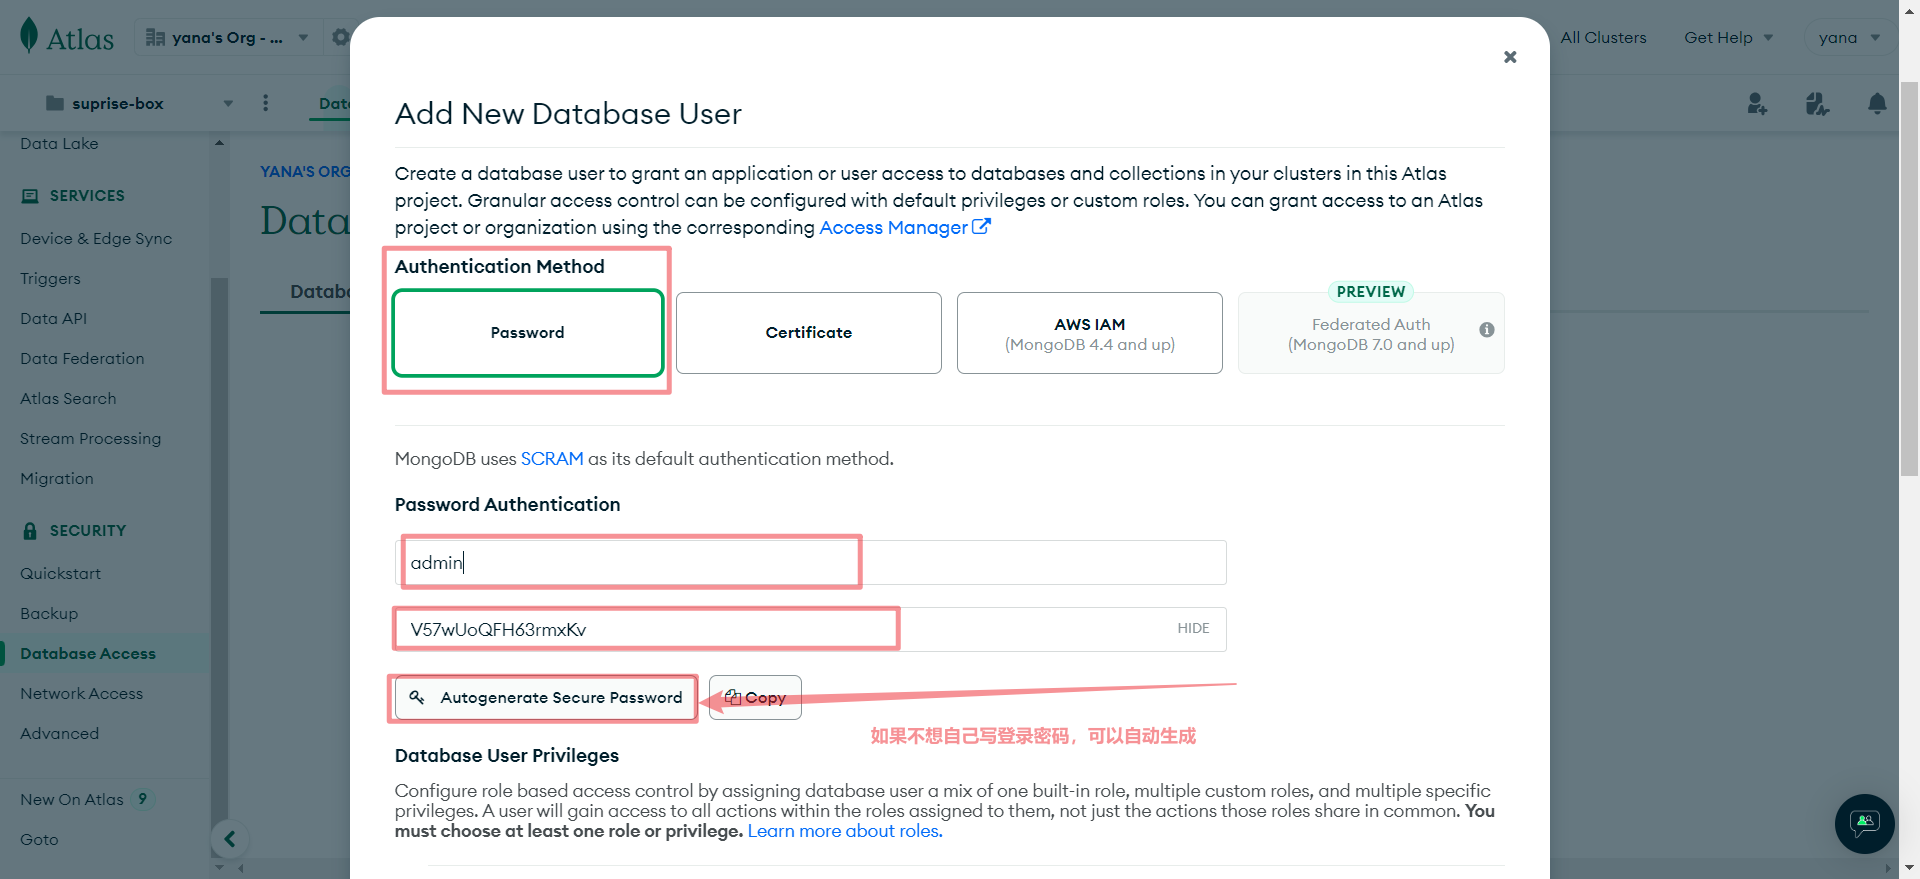 Atlas
yana's Org - ...
All Clusters
Get Help
yana
suprise-box
Data
Data Lake
SERVICES
Device & Edge Sync
Triggers
Data API
Data Federation
Atlas Search
Stream Processing
Migration
SECURITY
Quickstart
Backup
Database Access
Network Access
Advanced
New On Atlas 9
Goto
YANA'S ORG
Data
Databa
Add New Database User
Create a database user to grant an application or user access to databases and collections in your clusters in this Atlas
project. Granular access control can be configured with default privileges or custom roles. You can grant access to an Atlas
project or organization using the corresponding Access Manager
Authentication Method
Password
Certificate
AWS IAM
(MongoDB 4.4 and up)
PREVIEW
Federated Auth
(MongoDB 7.0 and up)
MongoDB uses SCRAM as its default authentication method.
Password Authentication
admin
V57wUoQFH63rmxKv
HIDE
Autogenerate Secure Password
Copy
如果不想自己写登录密码，可以自动生成
Database User Privileges
Configure role based access control by assigning database user a mix of one built-in role, multiple custom roles, and multiple specific
privileges. A user will gain access to all actions within the roles assigned to them, not just the actions those roles share in common. You
must choose at least one role or privilege. Learn more about roles.